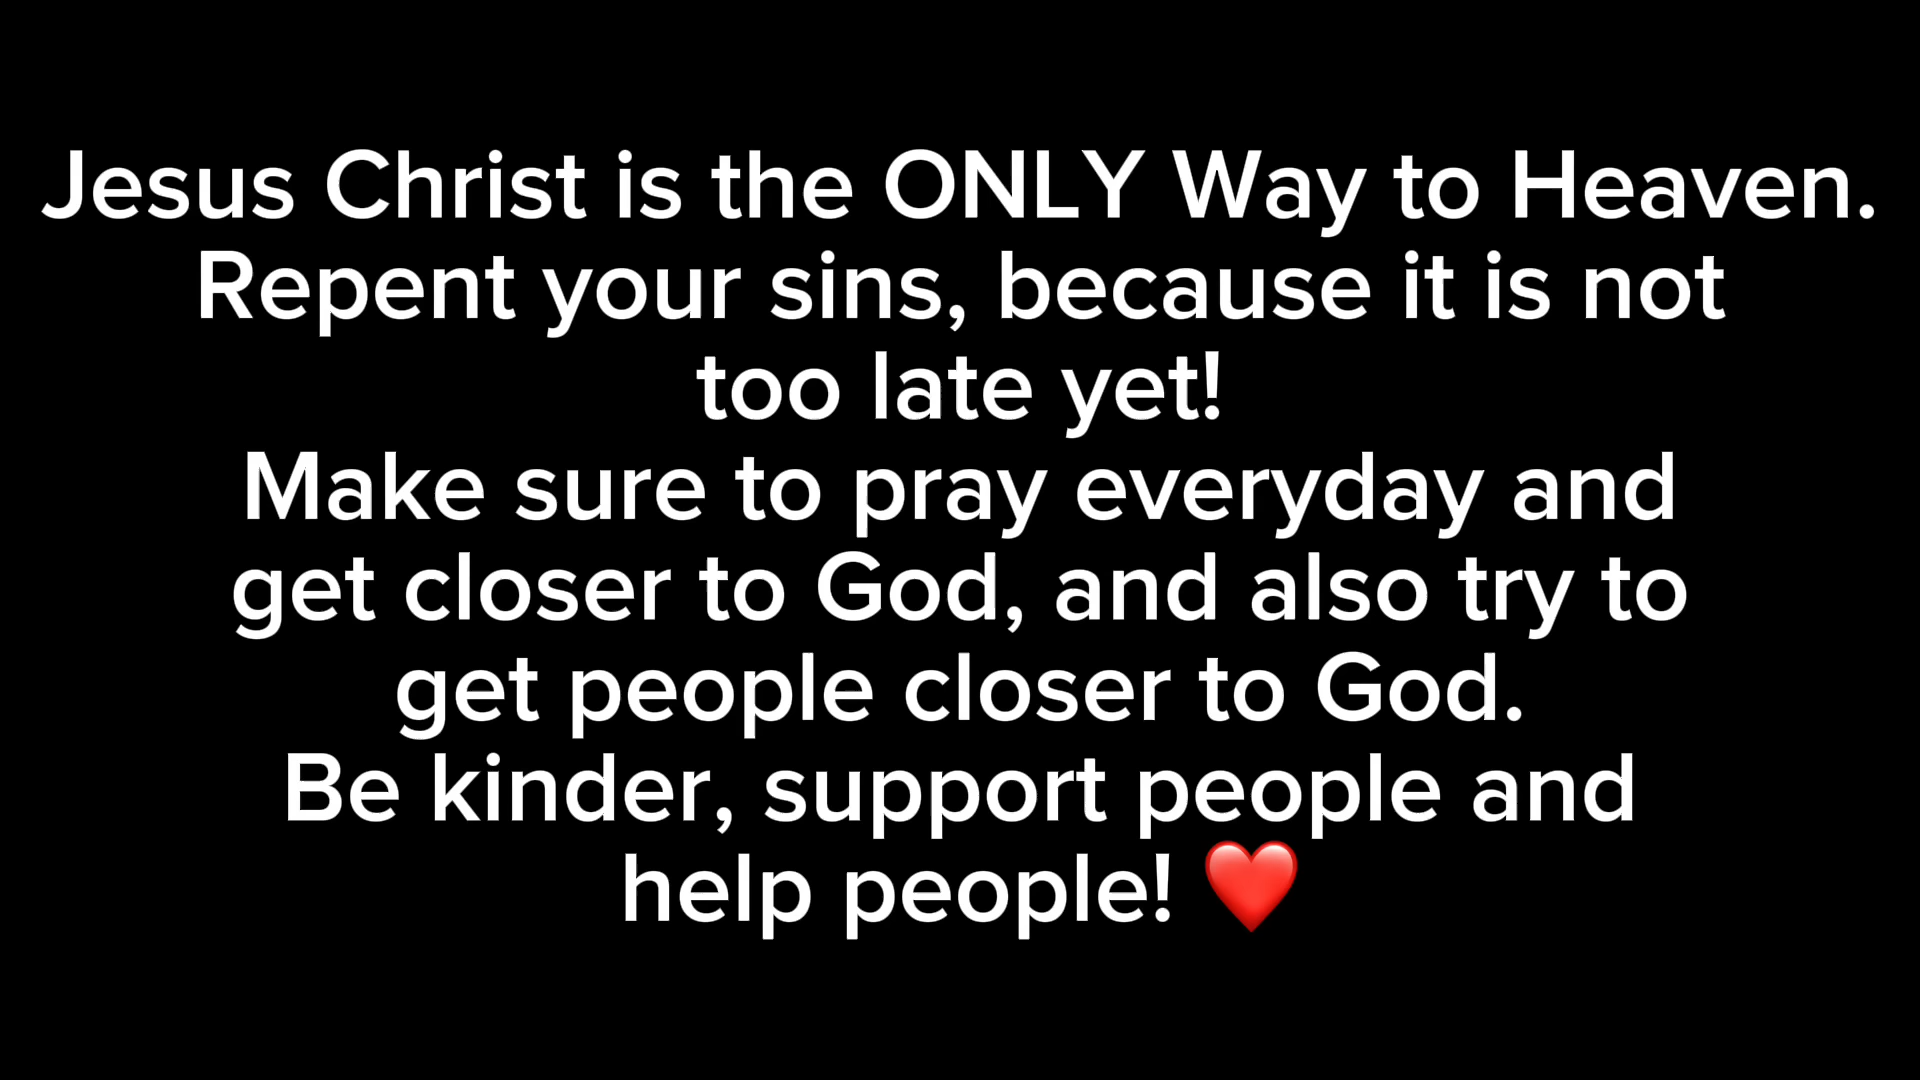 Jesus Christ is the ONLY Way to Heaven.
Repent your sins, because it is not
too late yet!
Make sure to pray everyday and
get closer to God, and also try to
get people closer to God.
Be kinder, support people and
help people! ❤️